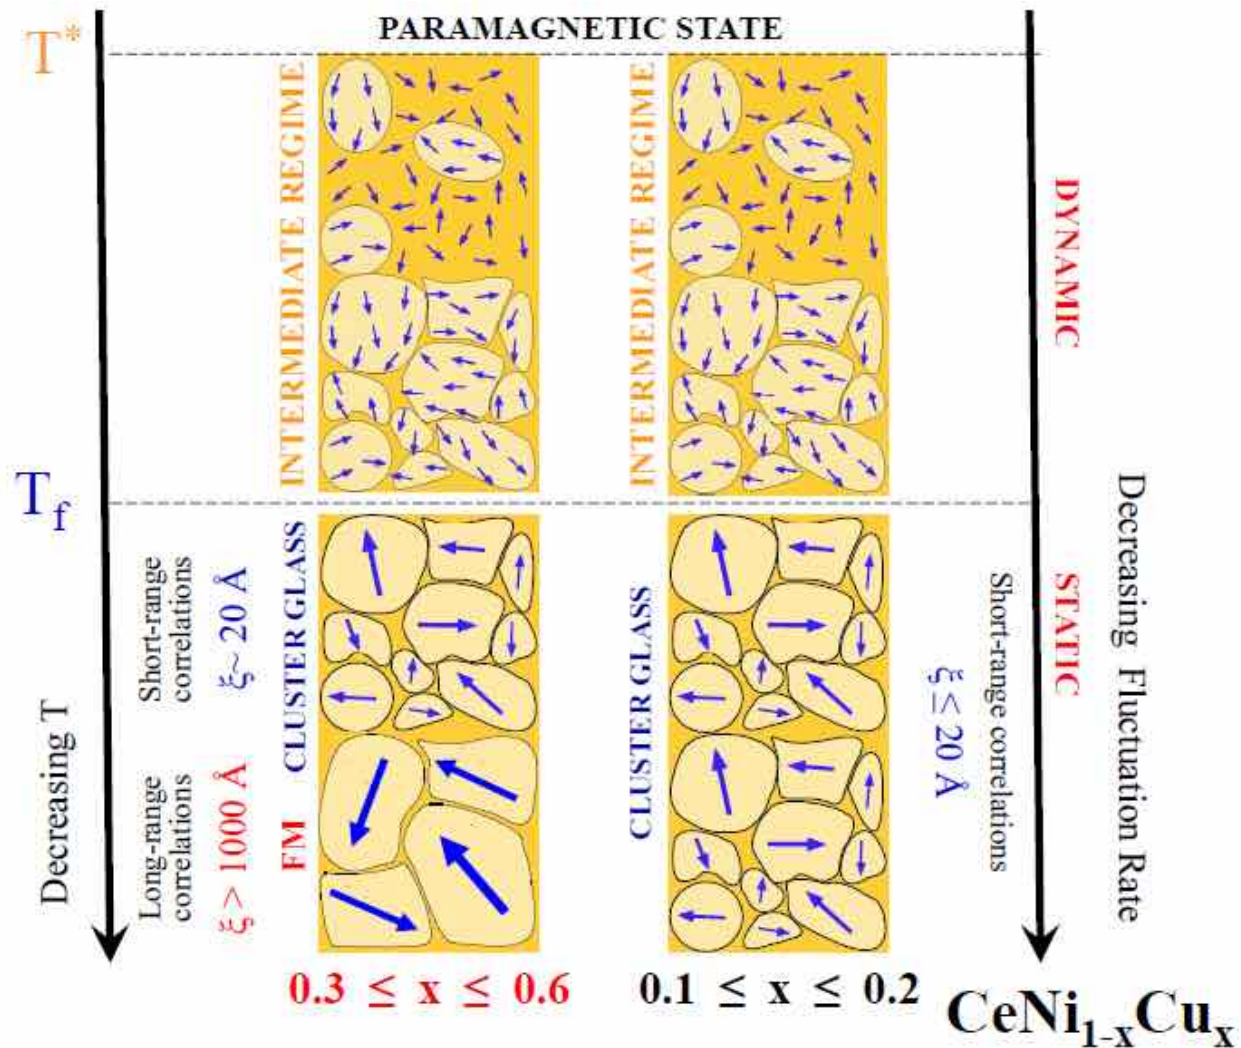 PARAMAGNETIC STATE
T*
INTERMEDIATE REGIME
INTERMEDIATE REGIME
DYNAMIC
T_f
Short-range
correlations
ξ~ 20 Å
CLUSTER GLASS
CLUSTER GLASS
ξ ≤ 20 Å
Short-range correlations
STATIC
Decreasing Fluctuation Rate
Decreasing T
Long-range
correlations
ξ > 1000 Å
FM
0.3 ≤ x ≤ 0.6
0.1 ≤ x ≤ 0.2
CeNi₁₋ₓCuₓ